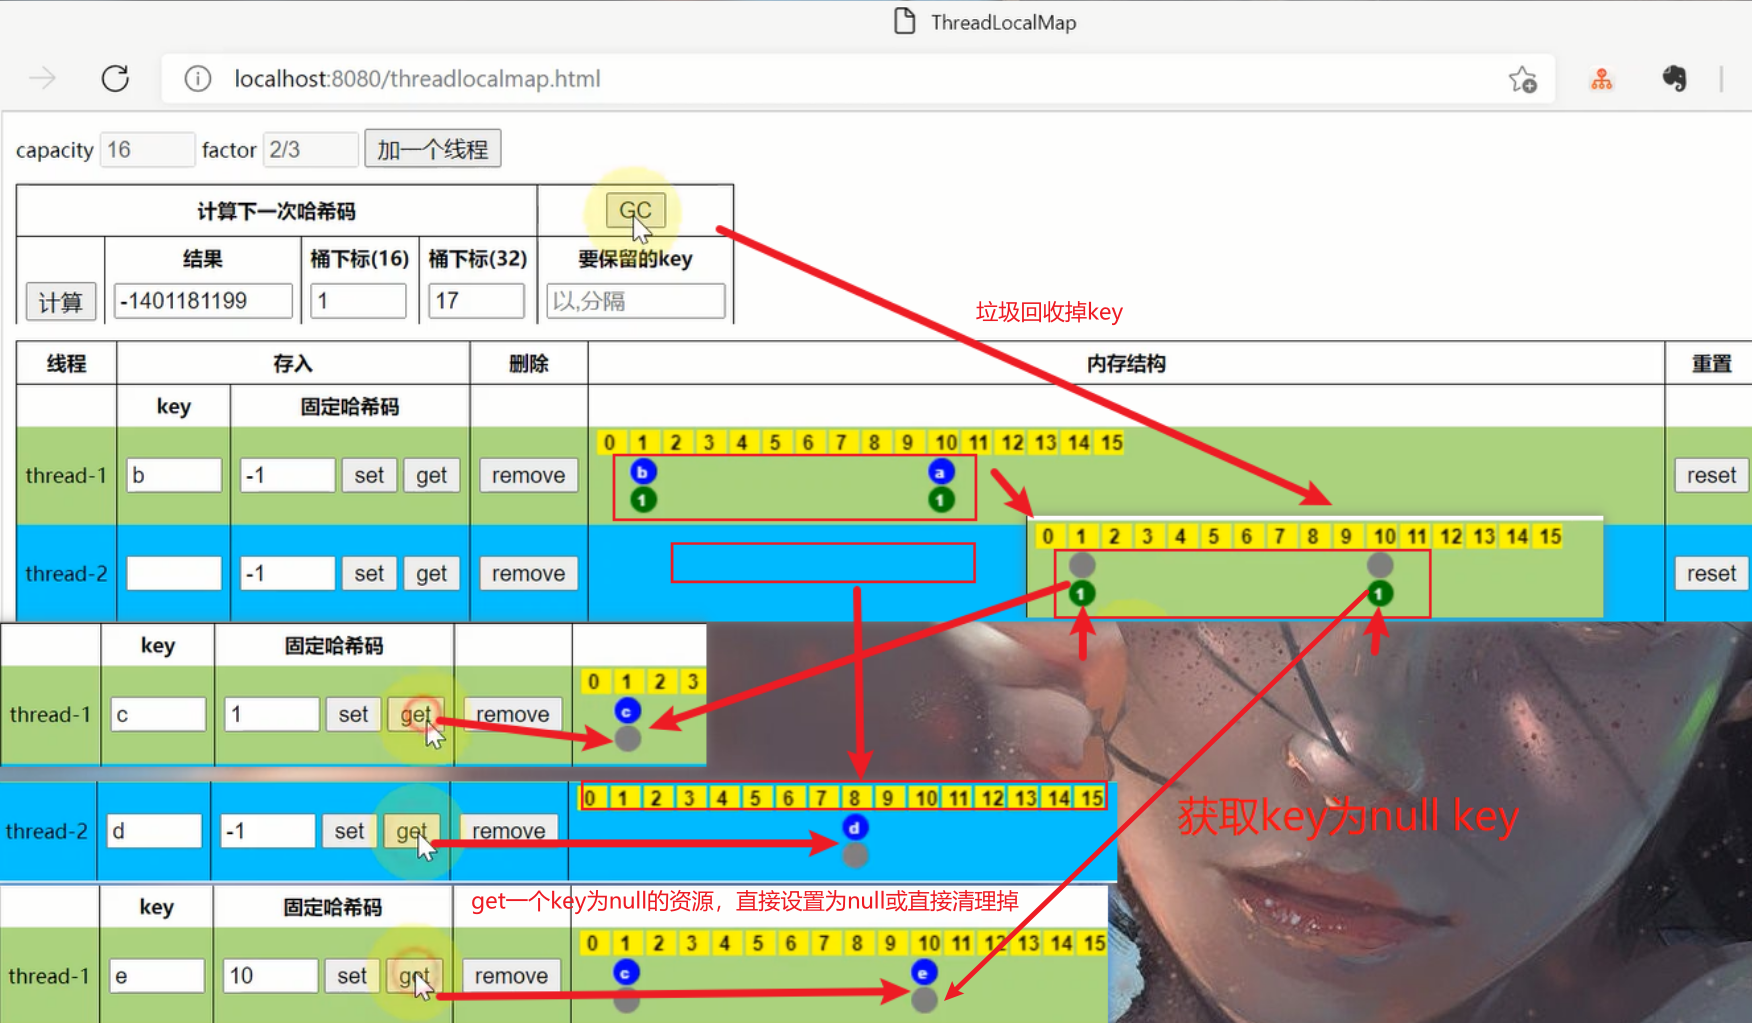 ThreadLocalMap
localhost:8080/threadlocalmap.html
capacity 16 factor 2/3 加一个线程
计算下一次哈希码 GC
结果 桶下标(16) 桶下标(32) 要保留的key
计算 -1401181199 1 17 以,分隔
垃圾回收掉key
线程 存入 删除 内存结构 重置
key 固定哈希码
0 1 2 3 4 5 6 7 8 9 10 11 12 13 14 15
thread-1 b -1 set get remove b a reset
1 1
0 1 2 3 4 5 6 7 8 9 10 11 12 13 14 15
thread-2 -1 set get remove reset
1 1
key 固定哈希码
0 1 2 3
thread-1 c 1 set get remove c
0 1 2 3 4 5 6 7 8 9 10 11 12 13 14 15
thread-2 d -1 set get remove d
获取key为null key
get一个key为null的资源，直接设置为null或直接清理掉
key 固定哈希码
0 1 2 3 4 5 6 7 8 9 10 11 12 13 14 15
thread-1 e 10 set get remove c e